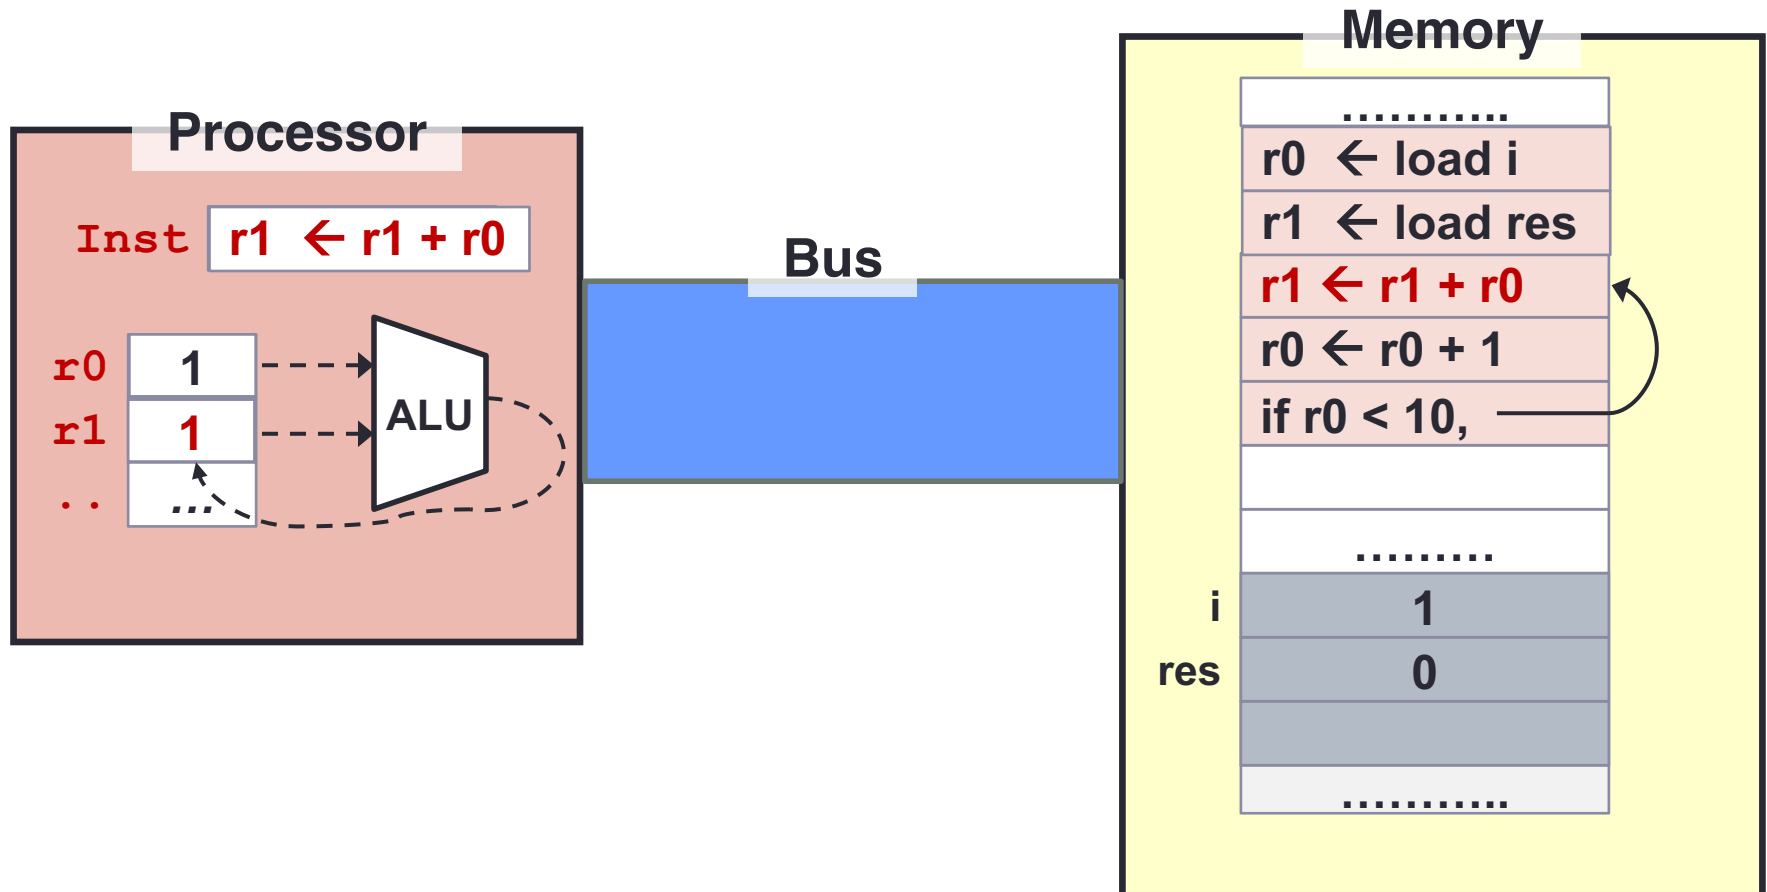 Processor
Inst r1 ← r1 + r0
r0 1
r1 1
.. ...
ALU
Bus
Memory
...........
r0 ← load i
r1 ← load res
r1 ← r1 + r0
r0 ← r0 + 1
if r0 < 10,
.........
i 1
res 0
...........